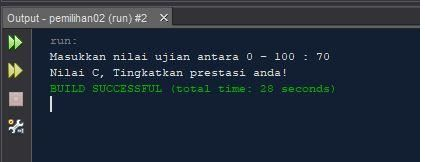 Output - pemilihan02 (run) #2
run:
Masukkan nilai ujian antara 0 - 100 : 70
Nilai C, Tingkatkan prestasi anda!
BUILD SUCCESSFUL (total time: 28 seconds)